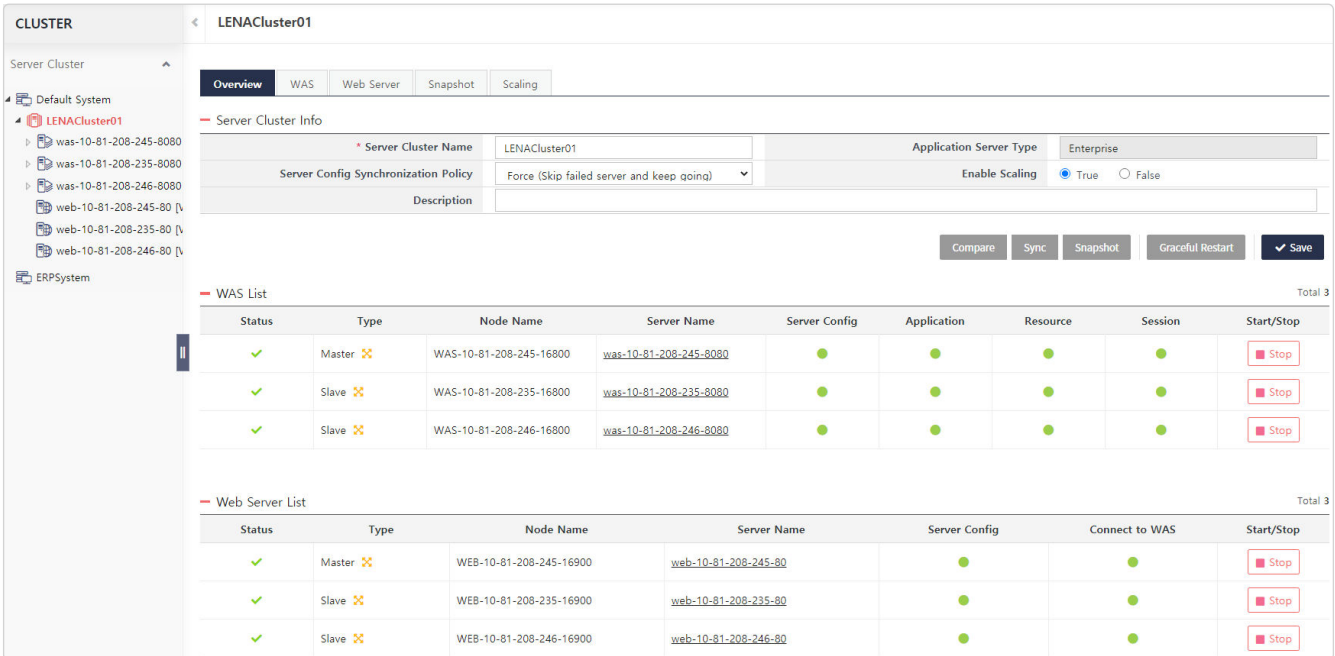 CLUSTER
LENACluster01
Server Cluster
Overview WAS Web Server Snapshot Scaling
Default System
LENACluster01
was-10-81-208-245-8080
was-10-81-208-235-8080
was-10-81-208-246-8080
web-10-81-208-245-80 [
web-10-81-208-235-80 [
web-10-81-208-246-80 [
ERPSystem
Server Cluster Info
* Server Cluster Name LENACluster01 Application Server Type Enterprise
Server Config Synchronization Policy Force (Skip failed server and keep going) Enable Scaling True False
Description
Compare Sync Snapshot Graceful Restart Save
WAS List Total 3
Status Type Node Name Server Name Server Config Application Resource Session Start/Stop
Master WAS-10-81-208-245-16800 was-10-81-208-245-8080 Stop
Slave WAS-10-81-208-235-16800 was-10-81-208-235-8080 Stop
Slave WAS-10-81-208-246-16800 was-10-81-208-246-8080 Stop
Web Server List Total 3
Status Type Node Name Server Name Server Config Connect to WAS Start/Stop
Master WEB-10-81-208-245-16900 web-10-81-208-245-80 Stop
Slave WEB-10-81-208-235-16900 web-10-81-208-235-80 Stop
Slave WEB-10-81-208-246-16900 web-10-81-208-246-80 Stop